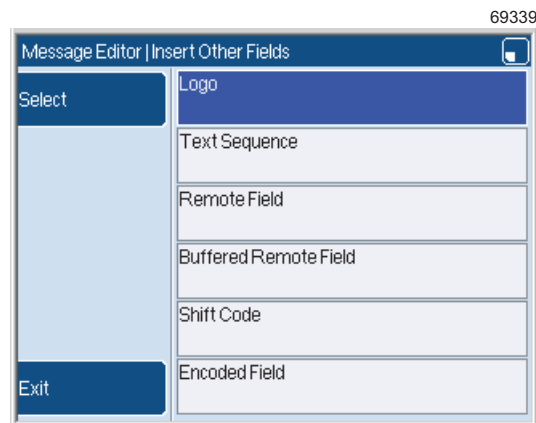 69339
Message Editor | Insert Other Fields
Select
Logo
Text Sequence
Remote Field
Buffered Remote Field
Shift Code
Encoded Field
Exit